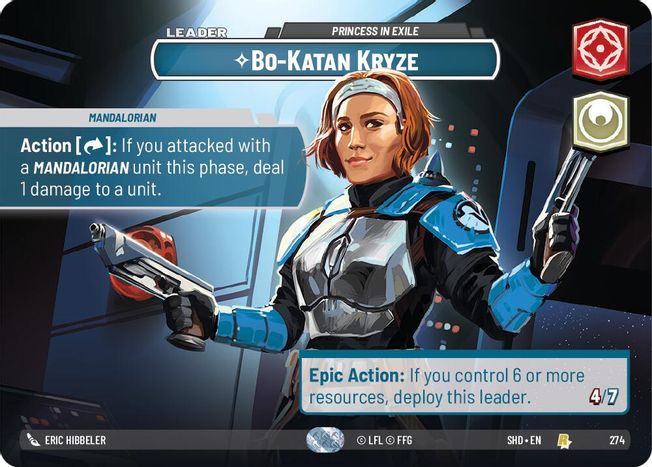 LEADER
PRINCESS IN EXILE
Bo-Katan Kryze
MANDALORIAN
Action [ ]: If you attacked with
a MANDALORIAN unit this phase, deal
1 damage to a unit.
Epic Action: If you control 6 or more
resources, deploy this leader.
4/7
ERIC HIBBELER
© LFL © FFG
SHD • EN
R
274